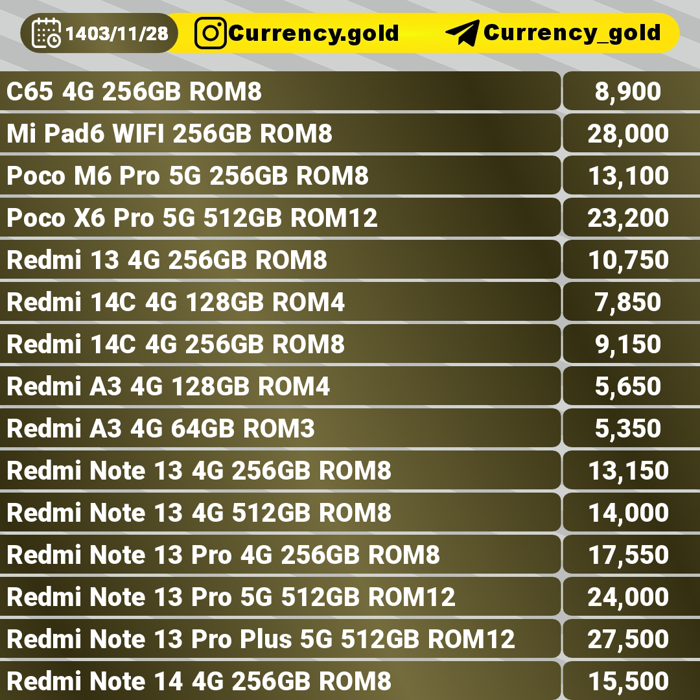 1403/11/28 Currency.gold Currency_gold
C65 4G 256GB ROM8 8,900
Mi Pad6 WIFI 256GB ROM8 28,000
Poco M6 Pro 5G 256GB ROM8 13,100
Poco X6 Pro 5G 512GB ROM12 23,200
Redmi 13 4G 256GB ROM8 10,750
Redmi 14C 4G 128GB ROM4 7,850
Redmi 14C 4G 256GB ROM8 9,150
Redmi A3 4G 128GB ROM4 5,650
Redmi A3 4G 64GB ROM3 5,350
Redmi Note 13 4G 256GB ROM8 13,150
Redmi Note 13 4G 512GB ROM8 14,000
Redmi Note 13 Pro 4G 256GB ROM8 17,550
Redmi Note 13 Pro 5G 512GB ROM12 24,000
Redmi Note 13 Pro Plus 5G 512GB ROM12 27,500
Redmi Note 14 4G 256GB ROM8 15,500